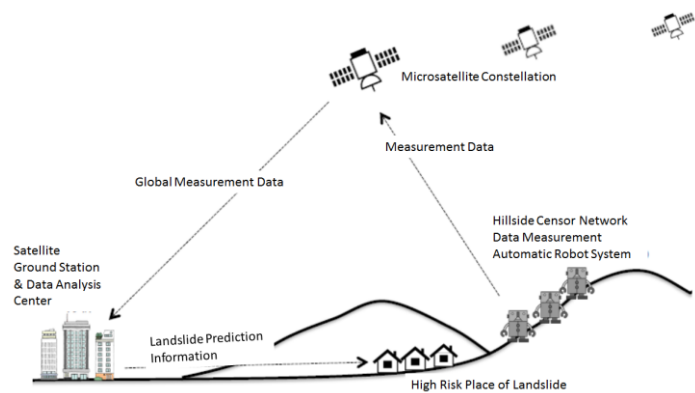 Microsatellite Constellation
Measurement Data
Global Measurement Data
Hillside Censor Network
Data Measurement
Automatic Robot System
Satellite
Ground Station
& Data Analysis
Center
Landslide Prediction
Information
High Risk Place of Landslide